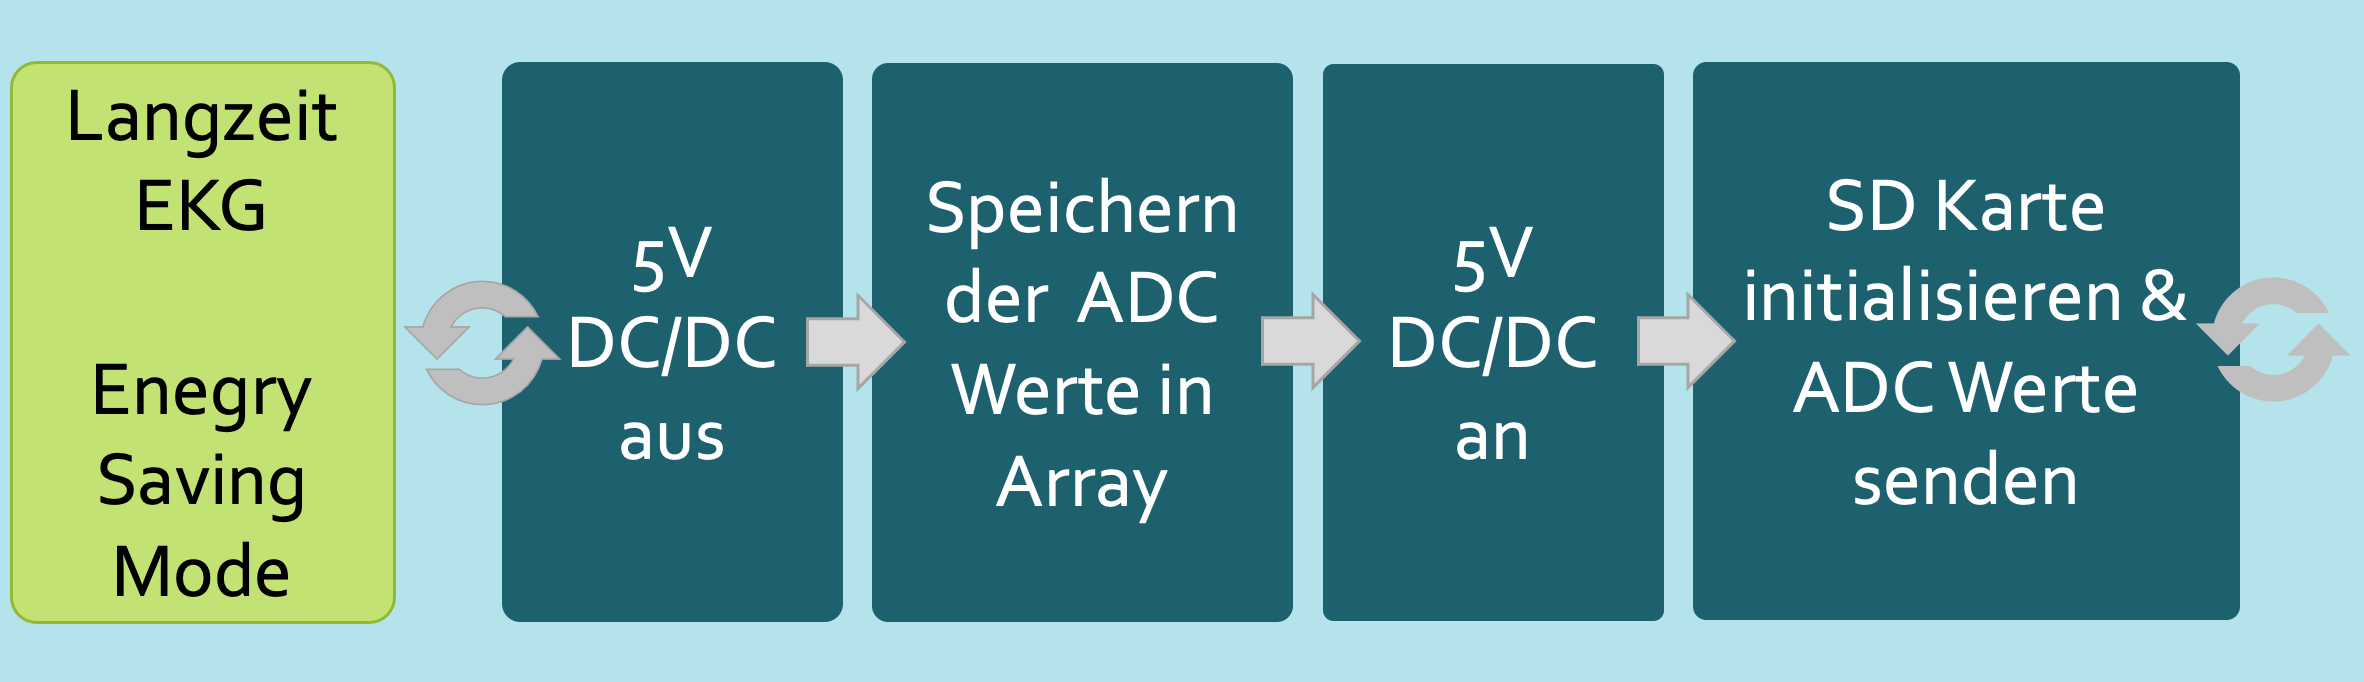 Langzeit
EKG
Enegry
Saving
Mode
5V
DC/DC
aus
Speichern
der ADC
Werte in
Array
5V
DC/DC
an
SD Karte
initialisieren &
ADC Werte
senden